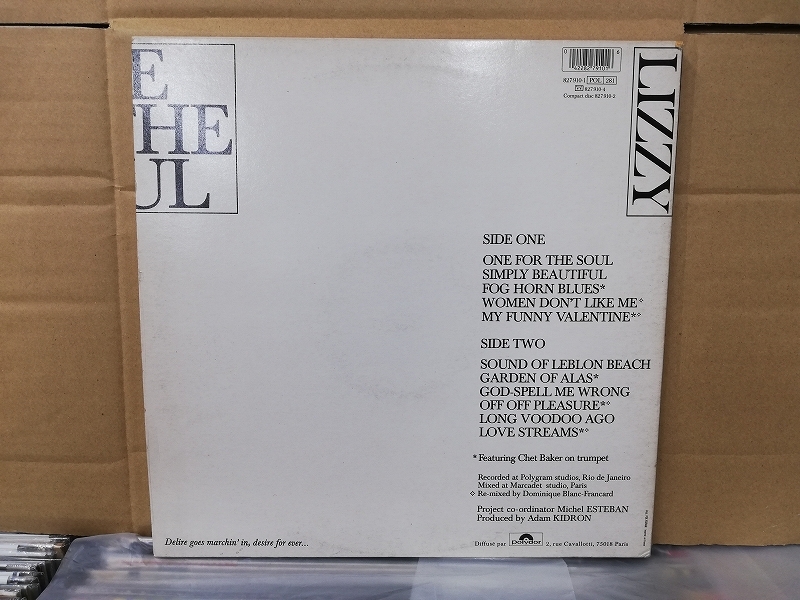 E
THE
UL
0
42282 79101
6
827910-1 POL 281
827 910-4
Compact disc 827 910-2
LIZZY
SIDE ONE
ONE FOR THE SOUL
SIMPLY BEAUTIFUL
FOG HORN BLUES*
WOMEN DON'T LIKE ME✧
MY FUNNY VALENTINE*✧
SIDE TWO
SOUND OF LEBLON BEACH
GARDEN OF ALAS*
GOD-SPELL ME WRONG
OFF OFF PLEASURE*✧
LONG VOODOO AGO
LOVE STREAMS*✧
* Featuring Chet Baker on trumpet
Recorded at Polygram studios, Rio de Janeiro
Mixed at Marcadet studio, Paris
✧ Re-mixed by Dominique Blanc-Francard
Project co-ordinator Michel ESTEBAN
Produced by Adam KIDRON
Delire goes marchin' in, desire for ever...
Diffusé par Polydor 2, rue Cavallotti, 75018 Paris